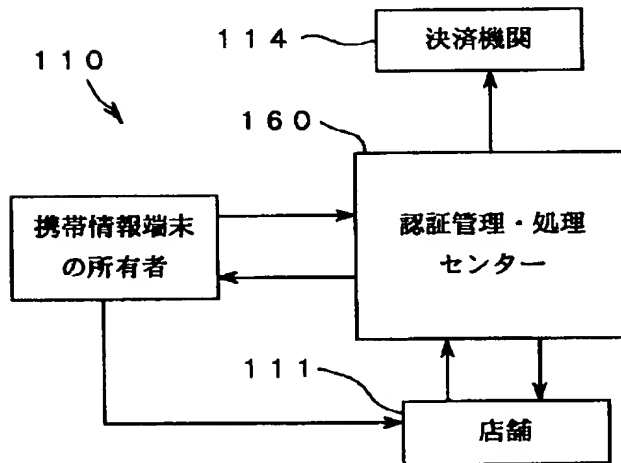 １１４
決済機関
１１０
１６０
携帯情報端末
の所有者
認証管理・処理
センター
１１１
店舗